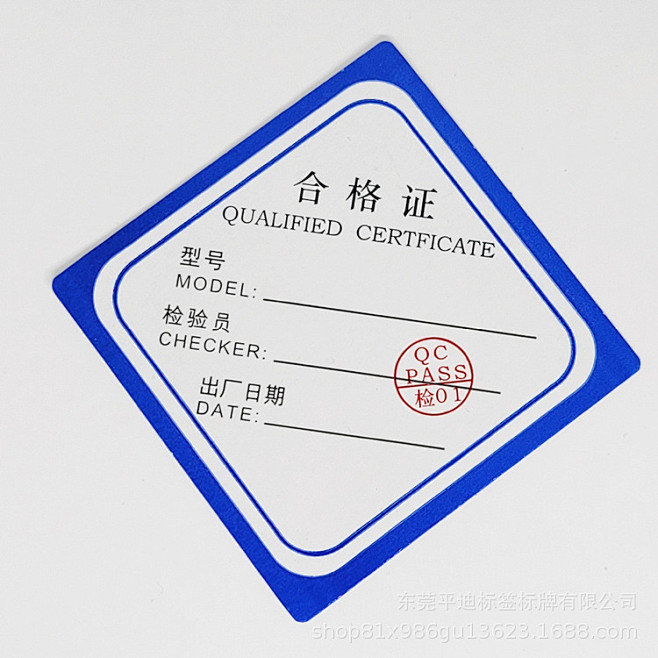 合格证
QUALIFIED CERTFICATE
型号
MODEL:
检验员
CHECKER:
QC
PASS
检01
出厂日期
DATE:
东莞平迪标签标牌有限公司
shop81x986gu13623.1688.com